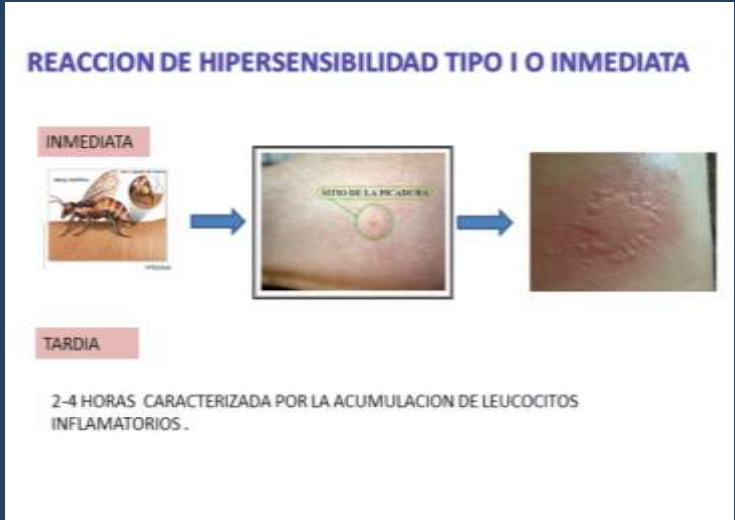 REACCION DE HIPERSENSIBILIDAD TIPO I O INMEDIATA
INMEDIATA
SITIO DE LA PICADURA
TARDIA
2-4 HORAS CARACTERIZADA POR LA ACUMULACION DE LEUCOCITOS
INFLAMATORIOS .